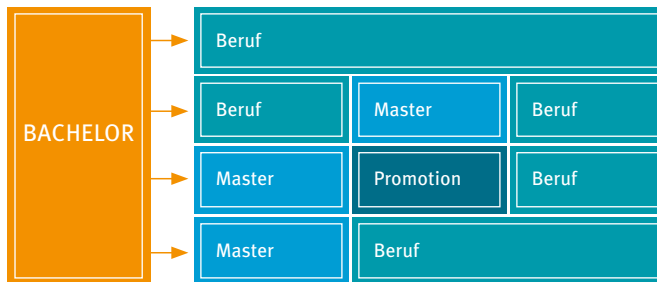 BACHELOR
Beruf
Beruf Master Beruf
Master Promotion Beruf
Master Beruf